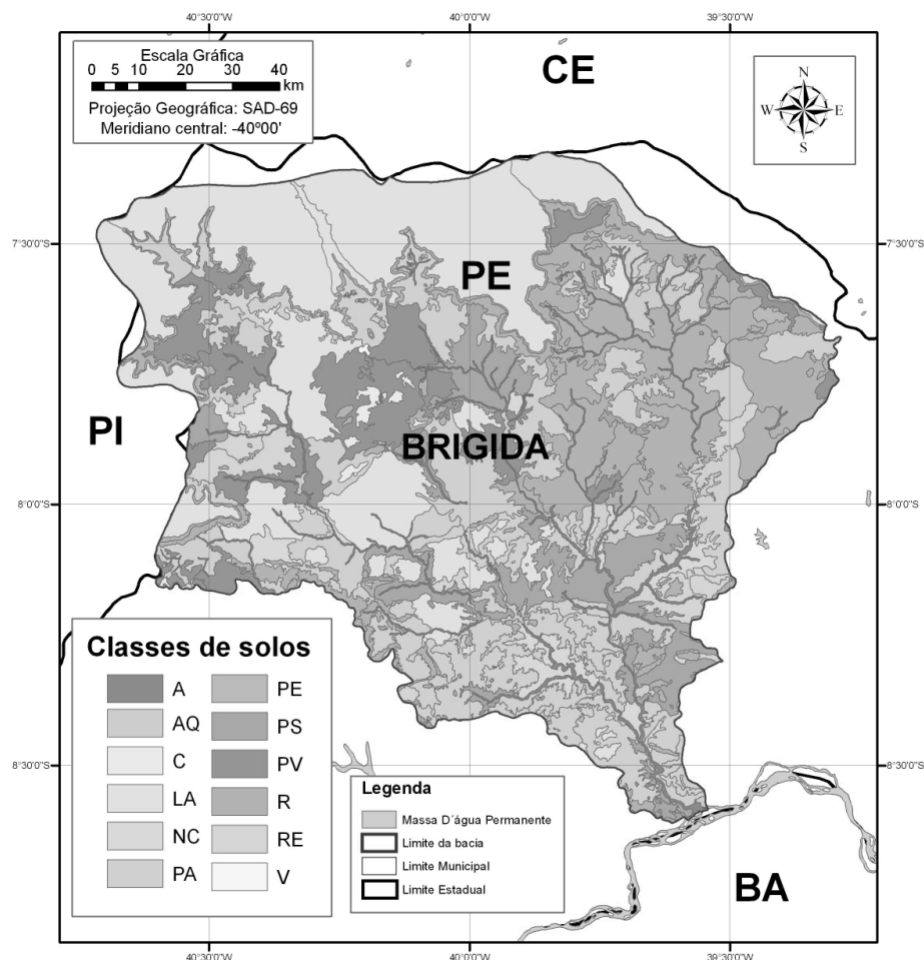 40°30'0"W
40°0'0"W
39°30'0"W
Escala Gráfica
0 5 10 20 30 40
km
Projeção Geográfica: SAD-69
Meridiano central: -40º00'
CE
N
W
E
S
7°30'0"S
7°30'0"S
PE
PI
BRIGIDA
8°0'0"S
8°0'0"S
Classes de solos
A
PE
AQ
PS
C
PV
LA
R
NC
RE
PA
V
8°30'0"S
8°30'0"S
Legenda
Massa D´água Permanente
Limite da bacia
Limite Municipal
Limite Estadual
BA
40°30'0"W
40°0'0"W
39°30'0"W